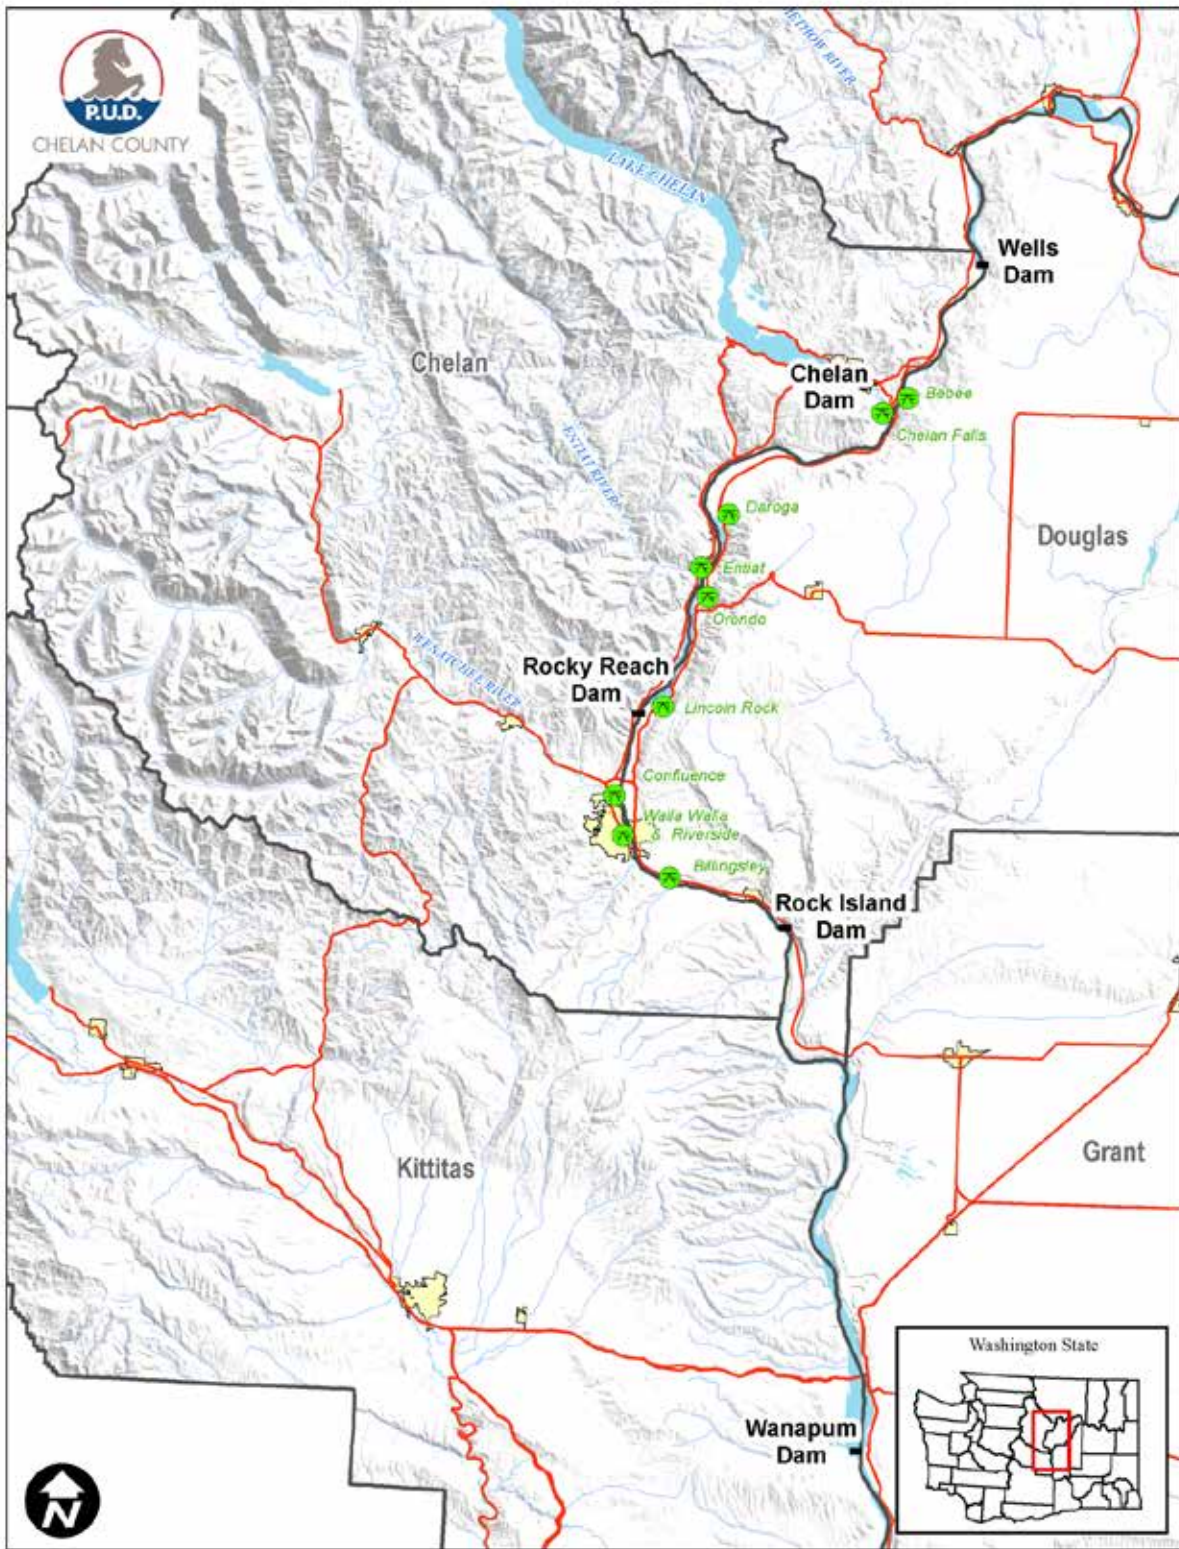 METHOW RIVER
P.U.D.
CHELAN COUNTY
LAKE CHELAN
Wells
Dam
Chelan
Chelan
Dam
Bebee
Chelan Falls
ENTIAT RIVER
Daroga
Douglas
Entiat
Orondo
WENATCHEE RIVER
Rocky Reach
Dam
Lincoln Rock
Confluence
Walla Walla
& Riverside
Billingsley
Rock Island
Dam
Kittitas
Grant
Washington State
Wanapum
Dam
N